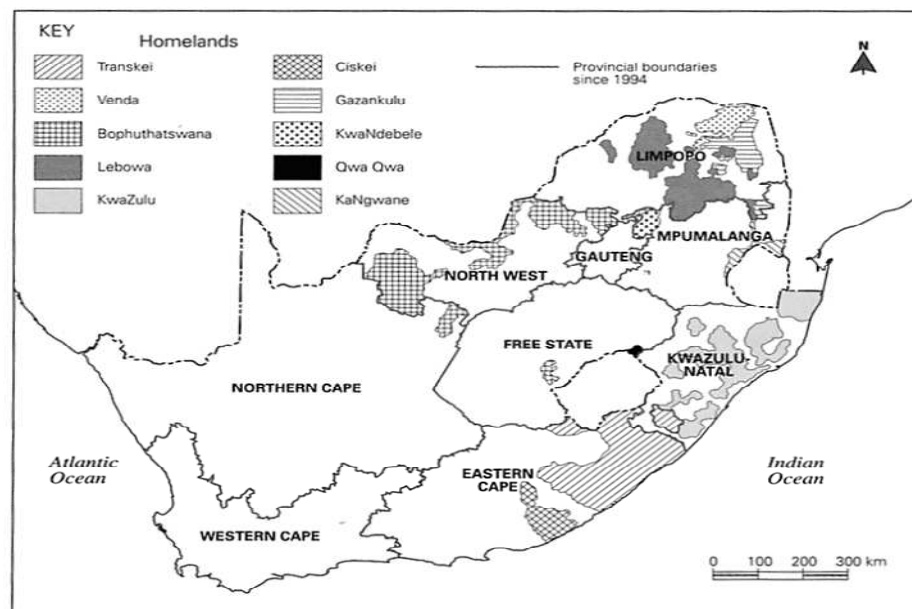 KEY
Homelands
Transkei
Venda
Bophuthatswana
Lebowa
KwaZulu
Ciskei
Gazankulu
KwaNdebele
Qwa Qwa
KaNgwane
Provincial boundaries
since 1994
N
LIMPOPO
MPUMALANGA
GAUTENG
NORTH WEST
FREE STATE
KWAZULU-
NATAL
NORTHERN CAPE
Atlantic
Ocean
EASTERN
CAPE
Indian
Ocean
WESTERN CAPE
0 100 200 300 km